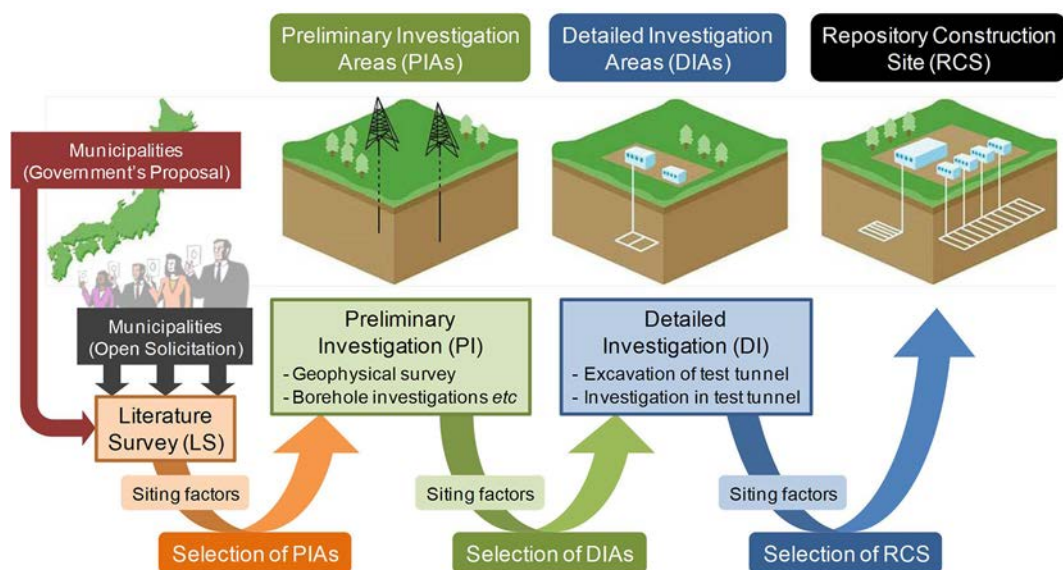 Preliminary Investigation
Areas (PIAs)
Detailed Investigation
Areas (DIAs)
Repository Construction
Site (RCS)
Municipalities
(Government's Proposal)
Municipalities
(Open Solicitation)
Literature
Survey (LS)
Preliminary
Investigation (PI)
- Geophysical survey
- Borehole investigations etc
Detailed
Investigation (DI)
- Excavation of test tunnel
- Investigation in test tunnel
Siting factors
Siting factors
Siting factors
Selection of PIAs
Selection of DIAs
Selection of RCS